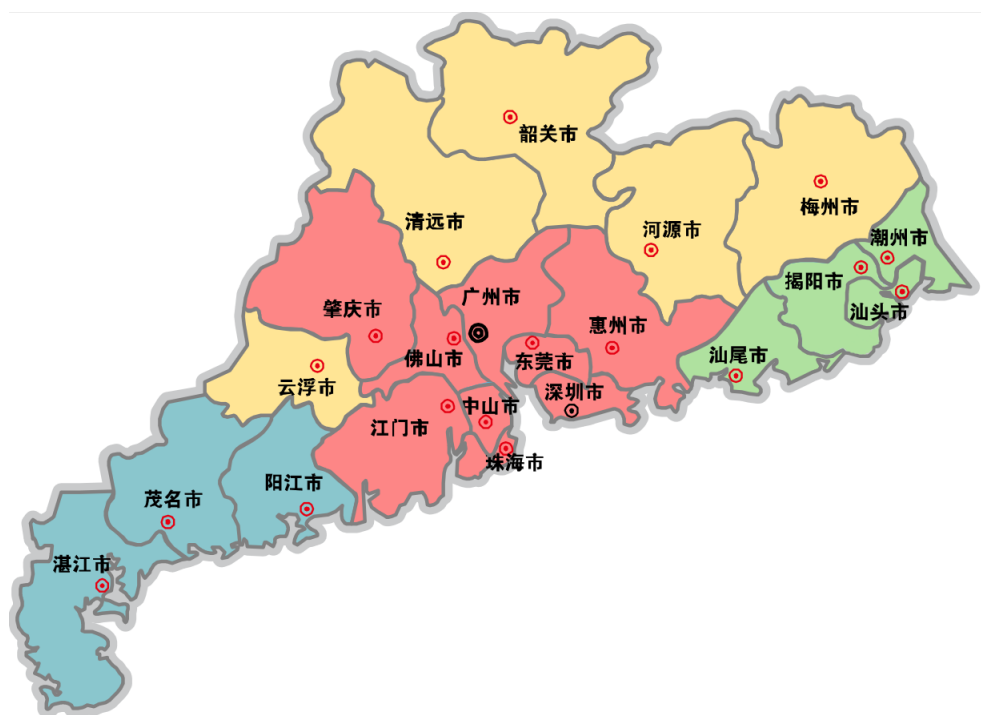 韶关市
梅州市
清远市
河源市
潮州市
揭阳市
广州市
肇庆市
汕头市
惠州市
佛山市
东莞市
汕尾市
云浮市
深圳市
中山市
江门市
珠海市
阳江市
茂名市
湛江市